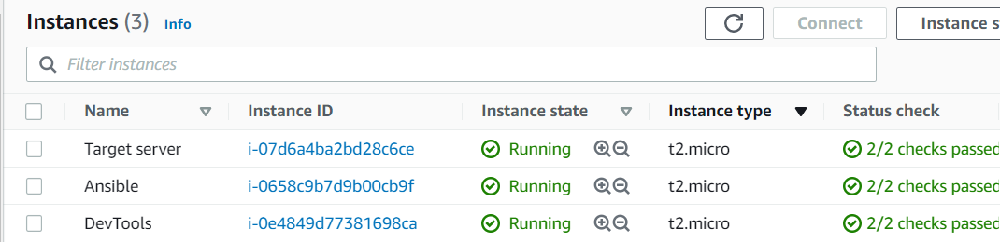 Instances (3) Info Connect Instance s
Filter instances
Name Instance ID Instance state Instance type Status check
Target server i-07d6a4ba2bd28c6ce Running t2.micro 2/2 checks passed
Ansible i-0658c9b7d9b00cb9f Running t2.micro 2/2 checks passed
DevTools i-0e4849d77381698ca Running t2.micro 2/2 checks passed